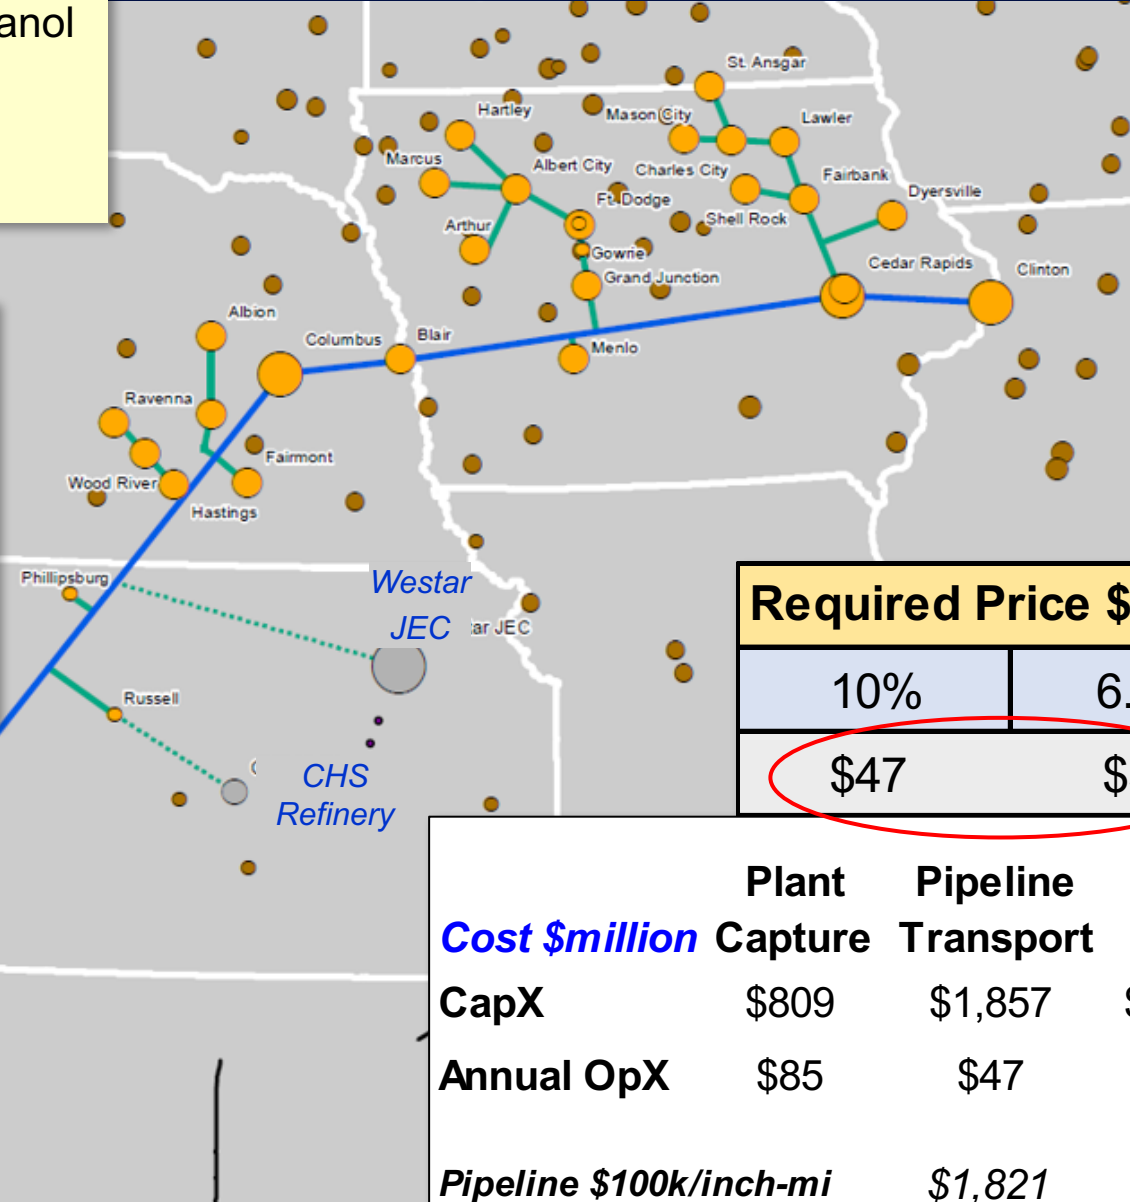 anol
St. Ansgar
Hartley
Mason City
Lawler
Marcus
Albert City
Charles City
Fairbank
Ft. Dodge
Dyersville
Arthur
Shell Rock
Gowrie
Cedar Rapids
Clinton
Grand Junction
Albion
Columbus
Blair
Menlo
Ravenna
Fairmont
Wood River
Hastings
Phillipsburg
Westar
JEC
ar JEC
Russell
CHS
Refinery
Required Price $
10% 6.
$47 $
Plant Pipeline
Cost $million Capture Transport
CapX $809 $1,857 $
Annual OpX $85 $47
Pipeline $100k/inch-mi $1,821